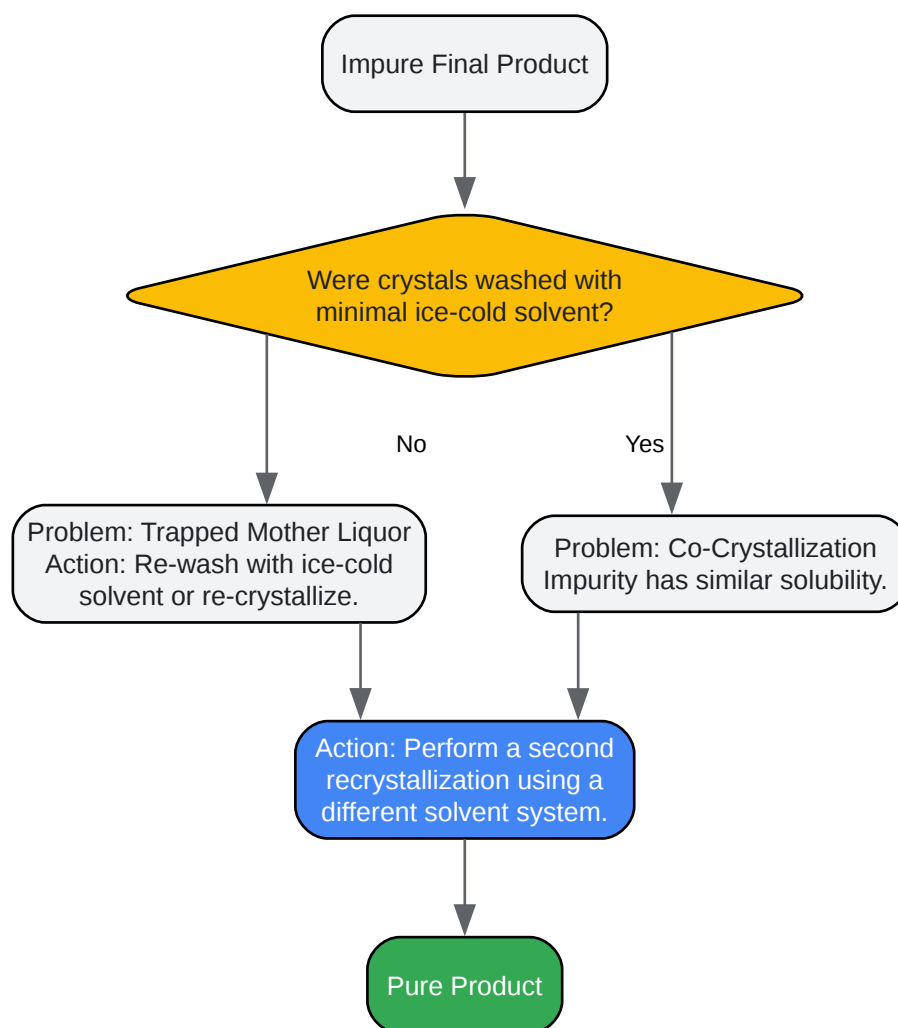 Impure Final Product
Were crystals washed with
minimal ice-cold solvent?
No
Yes
Problem: Trapped Mother Liquor
Action: Re-wash with ice-cold
solvent or re-crystallize.
Problem: Co-Crystallization
Impurity has similar solubility.
Action: Perform a second
recrystallization using a
different solvent system.
Pure Product